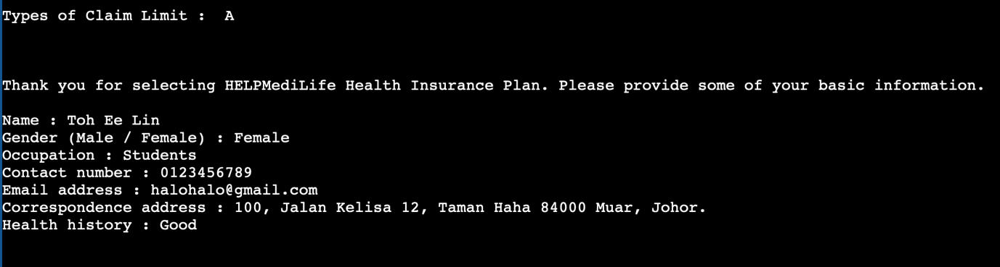 Types of Claim Limit :  A
Thank you for selecting HELPMediLife Health Insurance Plan. Please provide some of your basic information.
Name : Toh Ee Lin
Gender (Male / Female) : Female
Occupation : Students
Contact number : 0123456789
Email address : halohalo@gmail.com
Correspondence address : 100, Jalan Kelisa 12, Taman Haha 84000 Muar, Johor.
Health history : Good